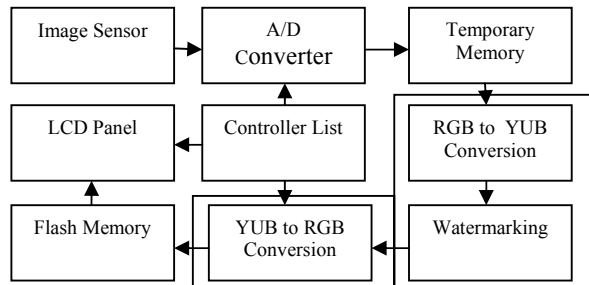 Image Sensor
A/D
Converter
Temporary
Memory
LCD Panel
Controller List
RGB to YUB
Conversion
Flash Memory
YUB to RGB
Conversion
Watermarking